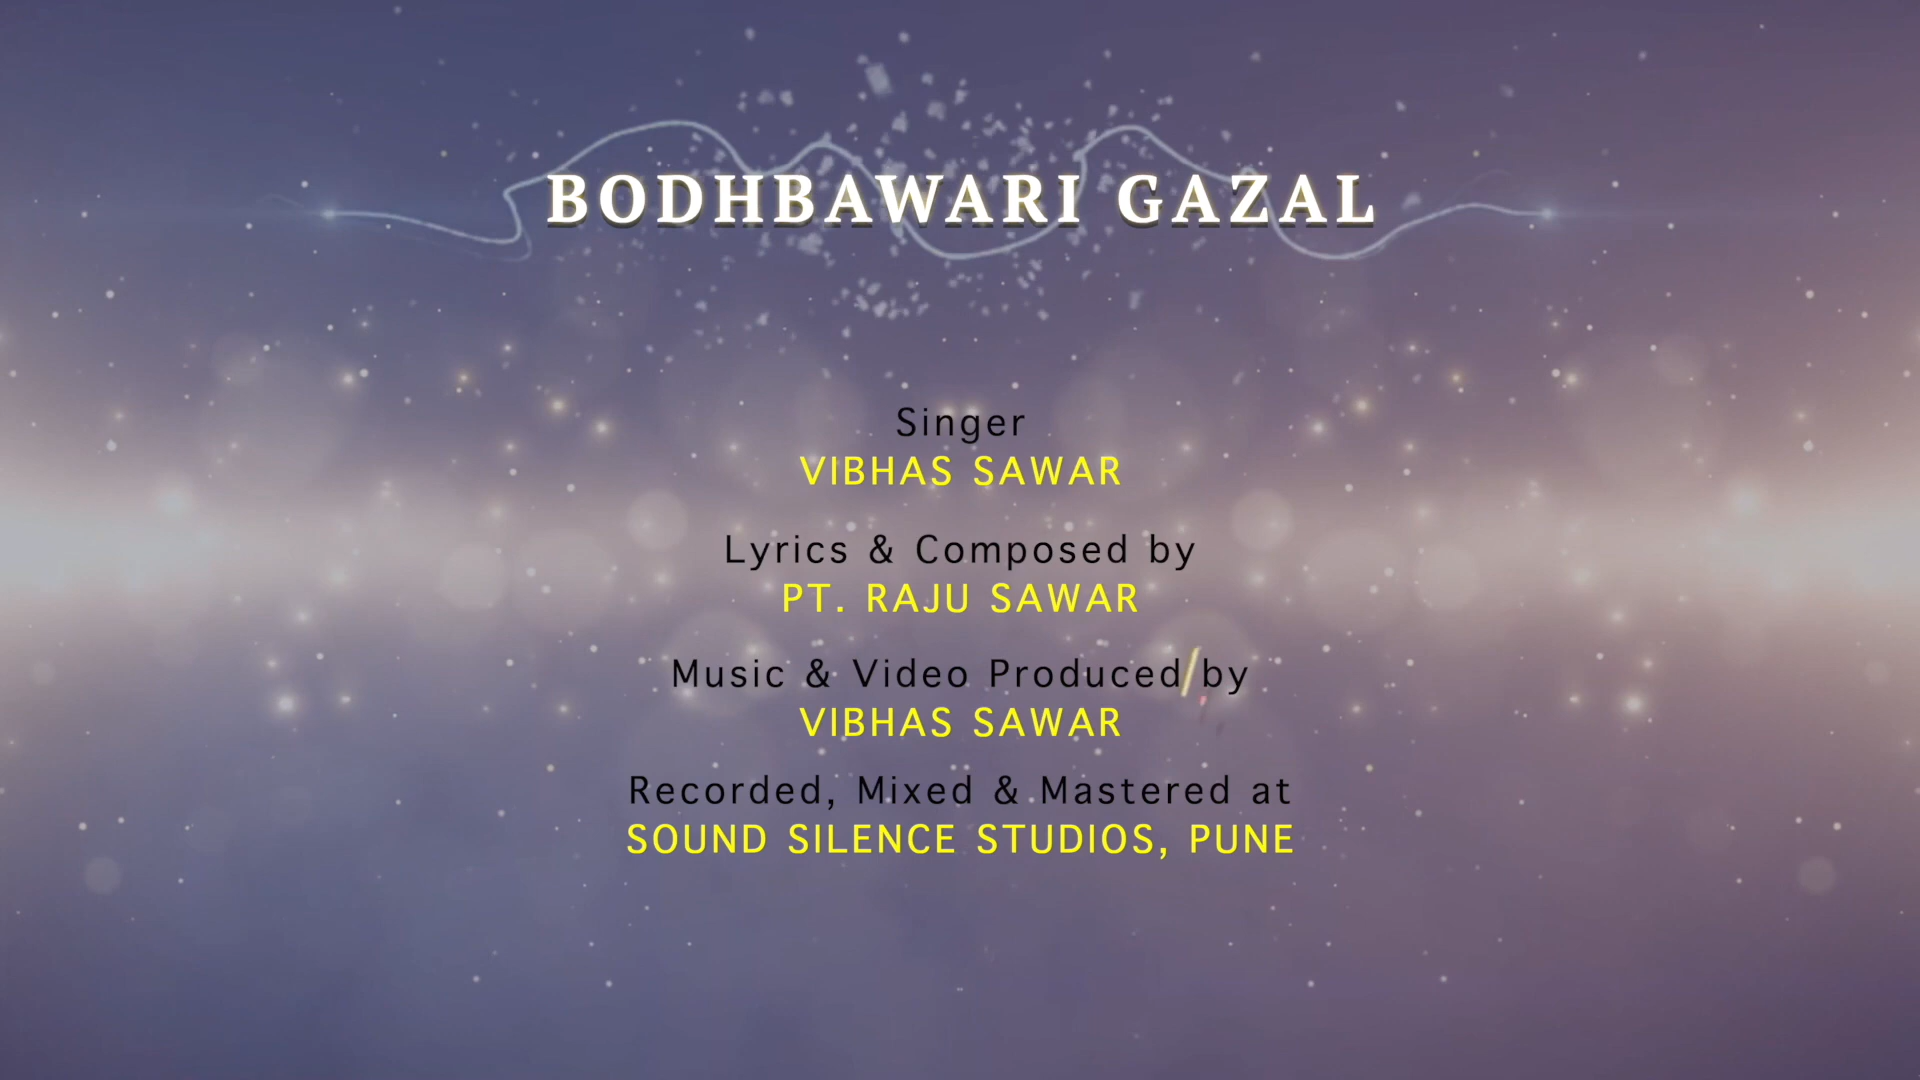 BODHBAWARI GAZAL
Singer
VIBHAS SAWAR
Lyrics & Composed by
PT. RAJU SAWAR
Music & Video Produced by
VIBHAS SAWAR
Recorded, Mixed & Mastered at
SOUND SILENCE STUDIOS, PUNE